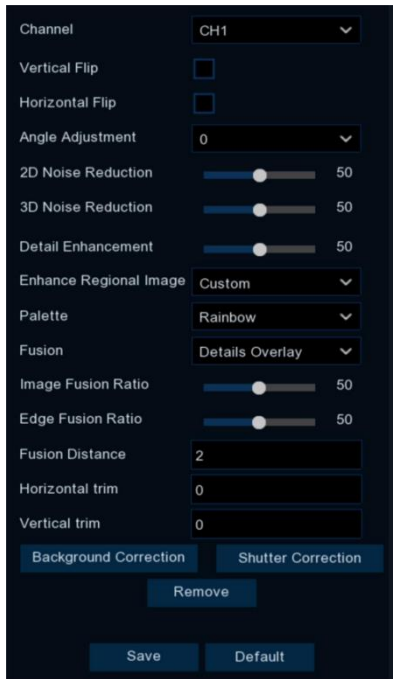 Channel CH1
Vertical Flip
Horizontal Flip
Angle Adjustment 0
2D Noise Reduction 50
3D Noise Reduction 50
Detail Enhancement 50
Enhance Regional Image Custom
Palette Rainbow
Fusion Details Overlay
Image Fusion Ratio 50
Edge Fusion Ratio 50
Fusion Distance 2
Horizontal trim 0
Vertical trim 0
Background Correction Shutter Correction
Remove
Save Default